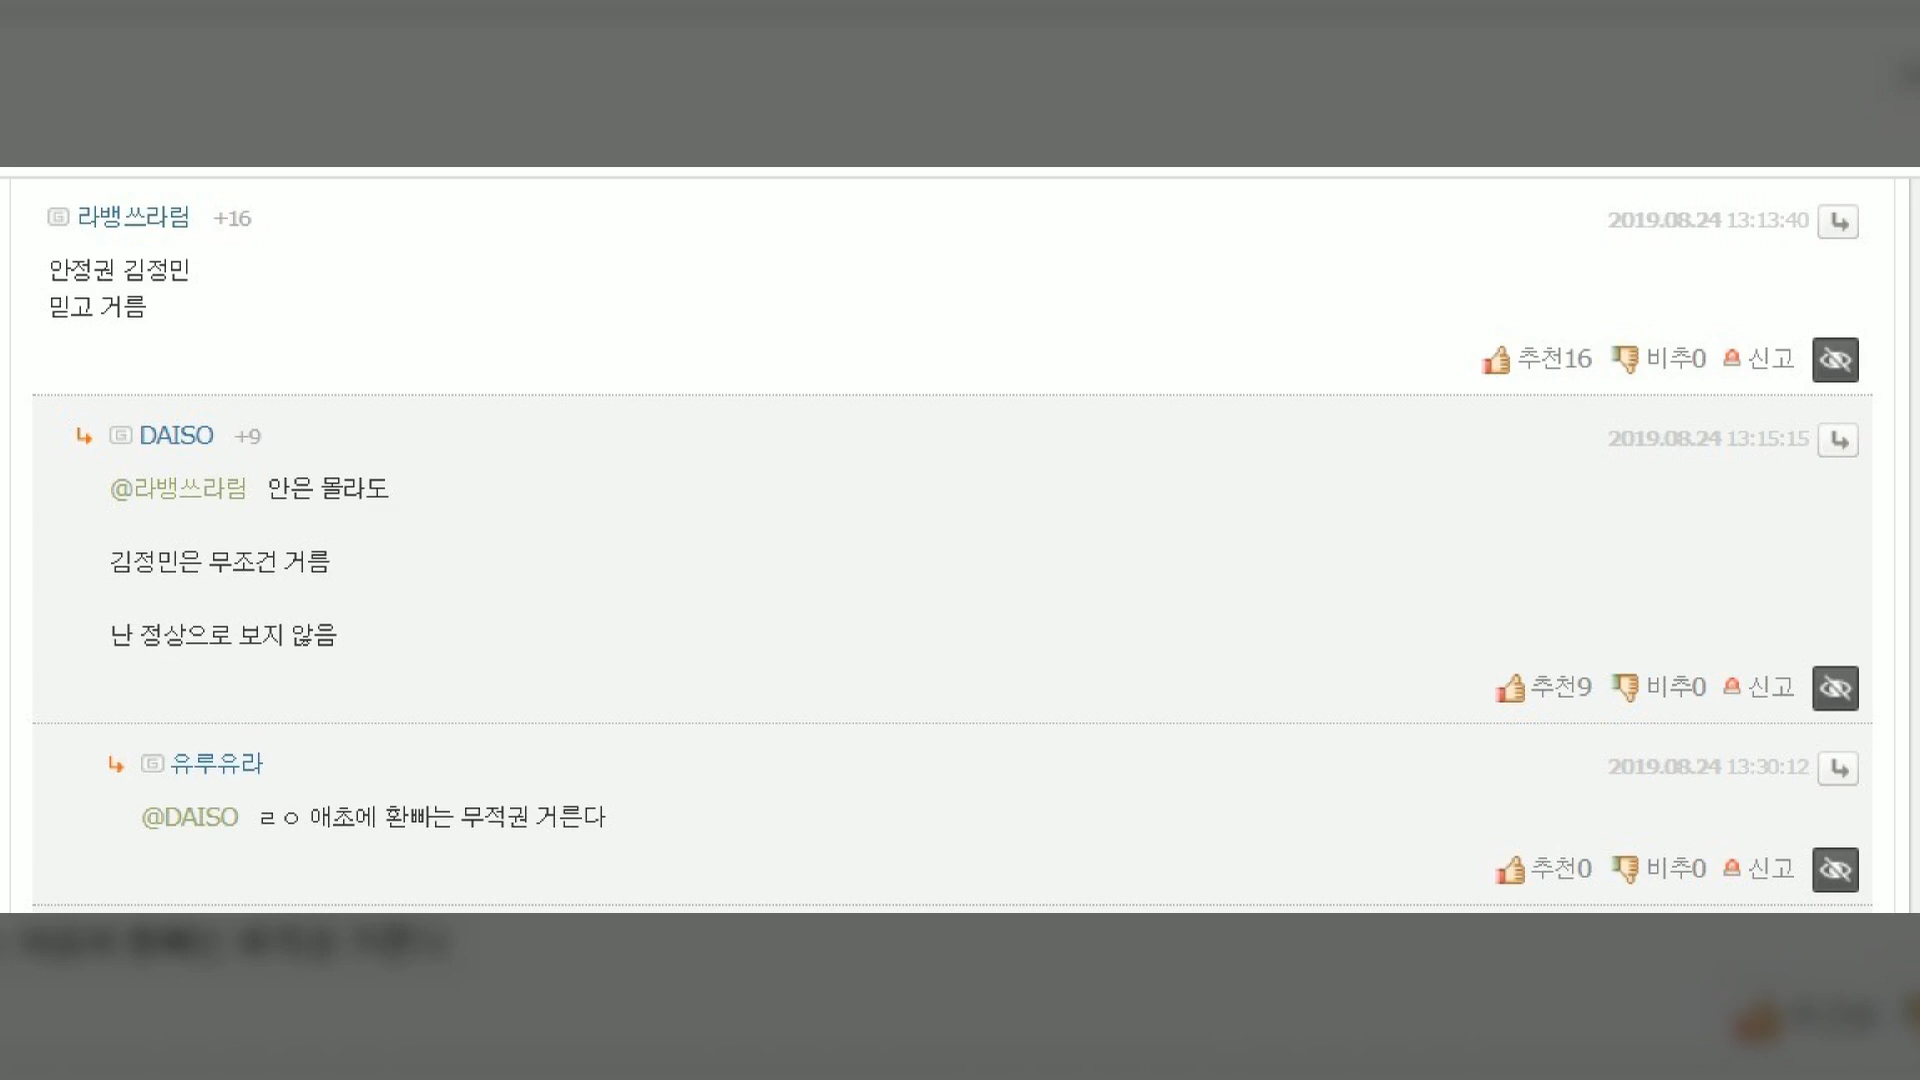 라뱅쓰라림 +16 2019.08.24 13:13:40
안정권 김정민
믿고 거름
추천16 비추0 신고
DAISO +9 2019.08.24 13:15:15
@라뱅쓰라림 안은 몰라도
김정민은 무조건 거름
난 정상으로 보지 않음
추천9 비추0 신고
유루유라 2019.08.24 13:30:12
@DAISO ㄹㅇ 애초에 환빠는 무적권 거른다
추천0 비추0 신고